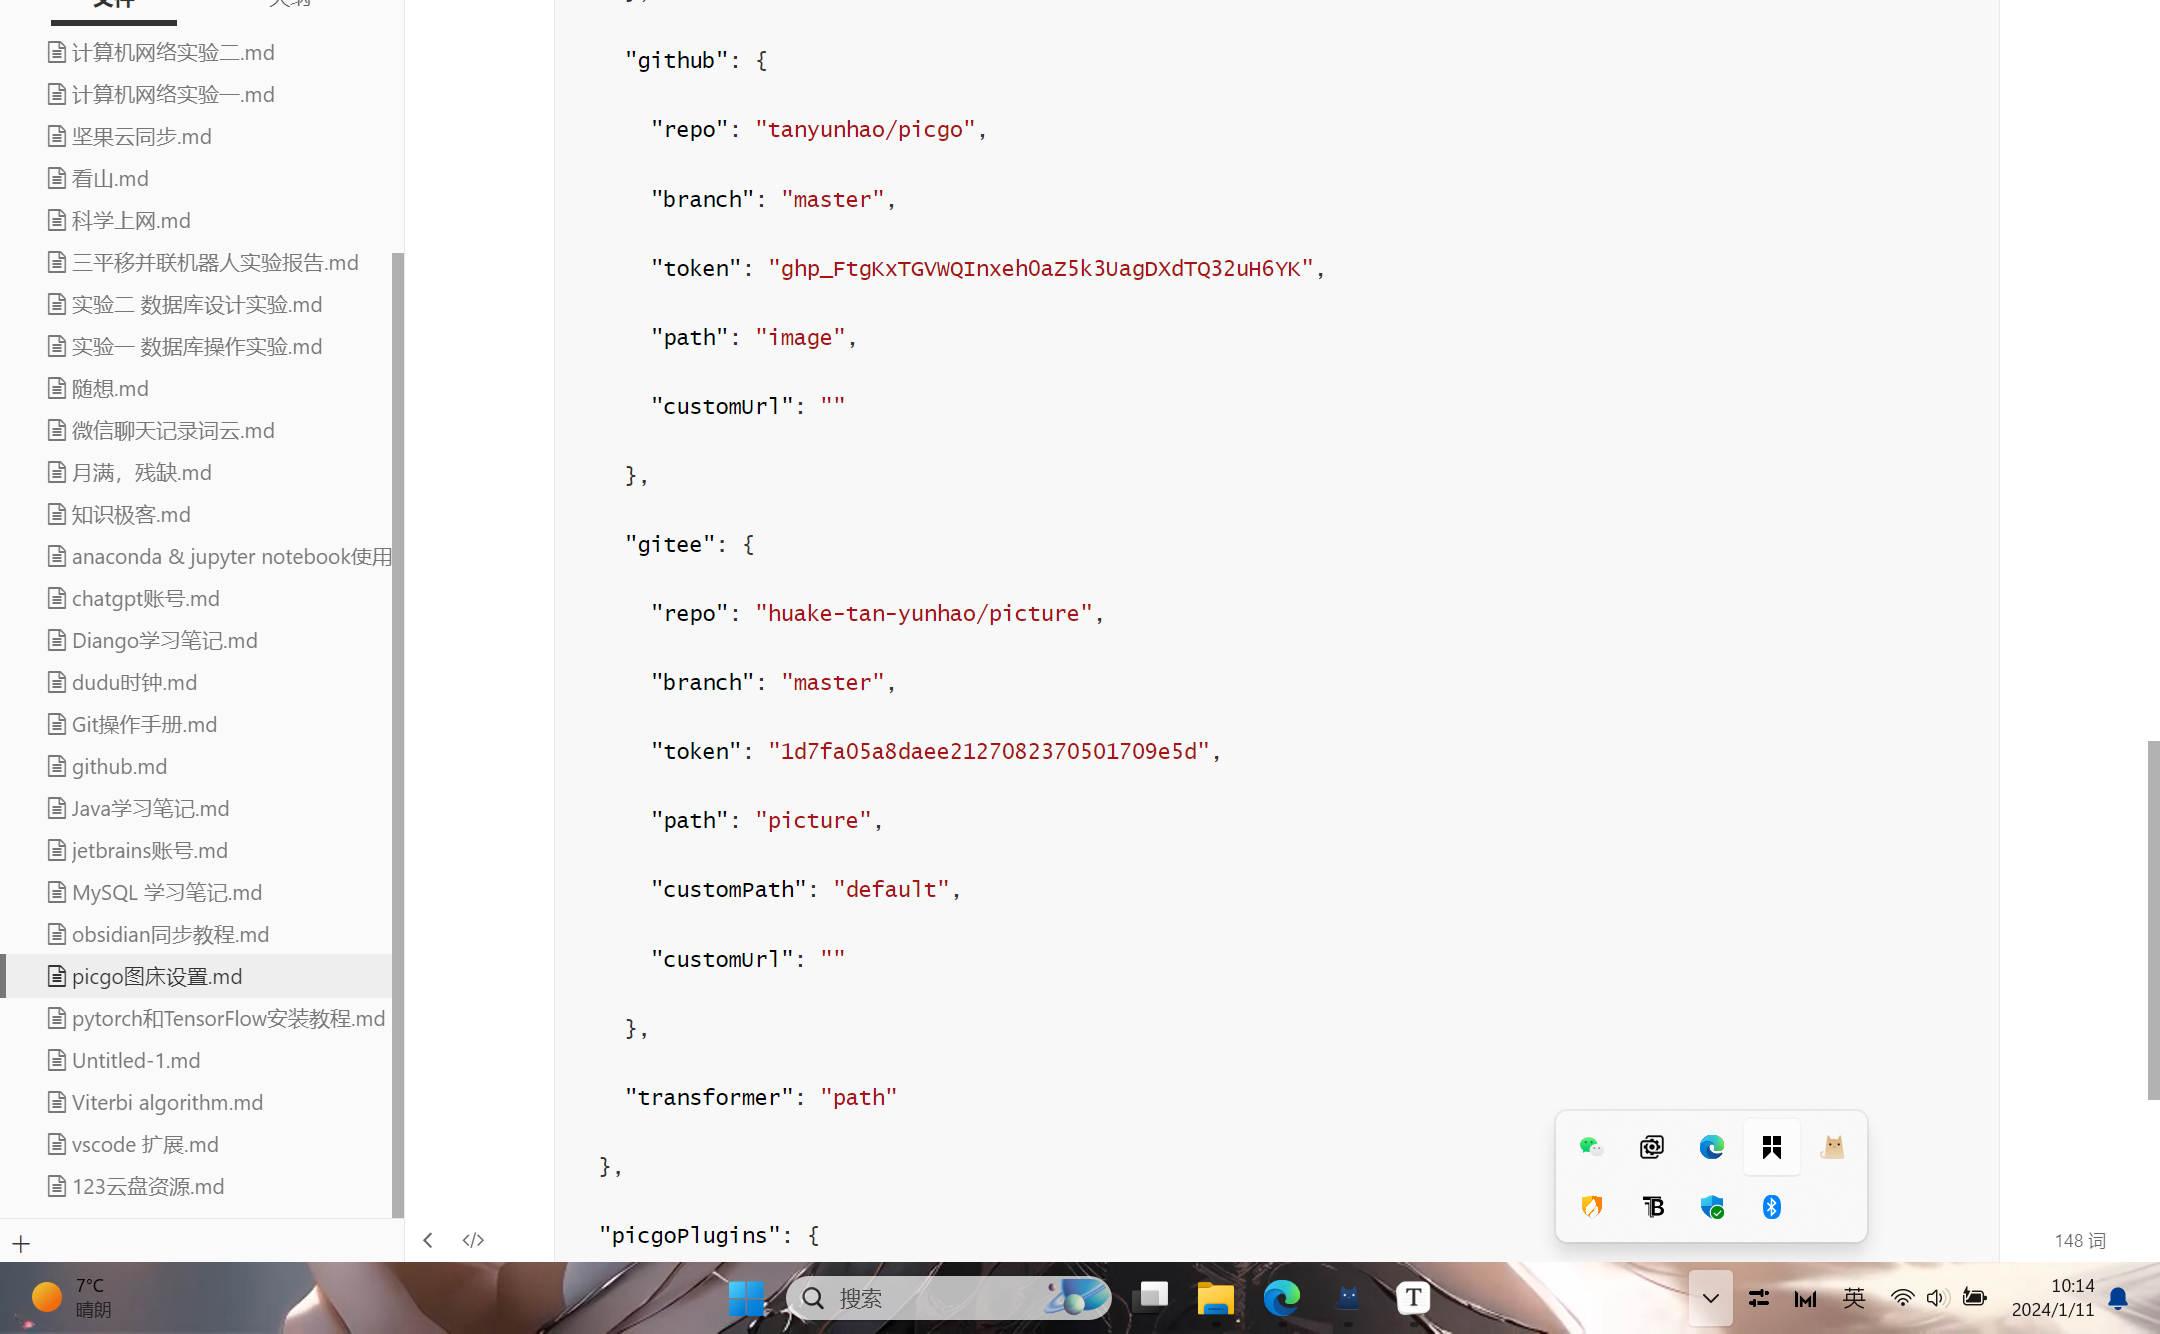 文件 大纲
计算机网络实验二.md
计算机网络实验一.md
坚果云同步.md
看山.md
科学上网.md
三平移并联机器人实验报告.md
实验二 数据库设计实验.md
实验一 数据库操作实验.md
随想.md
微信聊天记录词云.md
月满，残缺.md
知识极客.md
anaconda & jupyter notebook使用
chatgpt账号.md
Diango学习笔记.md
dudu时钟.md
Git操作手册.md
github.md
Java学习笔记.md
jetbrains账号.md
MySQL 学习笔记.md
obsidian同步教程.md
picgo图床设置.md
pytorch和TensorFlow安装教程.md
Untitled-1.md
Viterbi algorithm.md
vscode 扩展.md
123云盘资源.md
"github": {
"repo": "tanyunhao/picgo",
"branch": "master",
"token": "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",
"path": "image",
"customUrl": ""
},
"gitee": {
"repo": "huake-tan-yunhao/picture",
"branch": "master",
"token": "1d7fa05a8daee2127082370501709e5d",
"path": "picture",
"customPath": "default",
"customUrl": ""
},
"transformer": "path"
},
"picgoPlugins": {
148 词
7°C
晴朗
搜索
英
10:14
2024/1/11